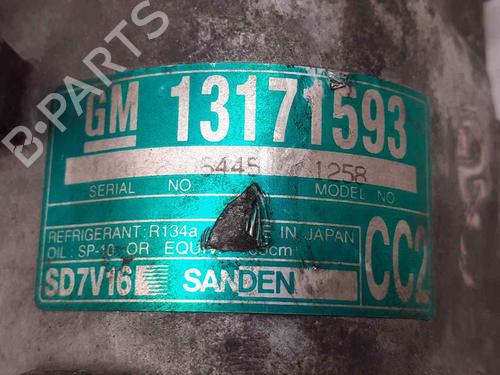 B-PARTS
GM 13171593
6445 1258
SERIAL NO. MODEL NO
REFRIGERANT: R134a IN JAPAN
OIL: SP-10 OR
SD7V16 SANDEN CC2